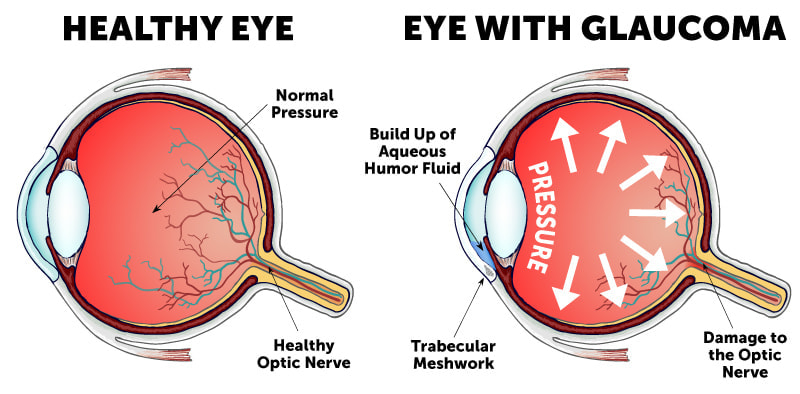 HEALTHY EYE
Normal
Pressure
Healthy
Optic Nerve
EYE WITH GLAUCOMA
Build Up of
Aqueous
Humor Fluid
PRESSURE
Trabecular
Meshwork
Damage to
the Optic
Nerve